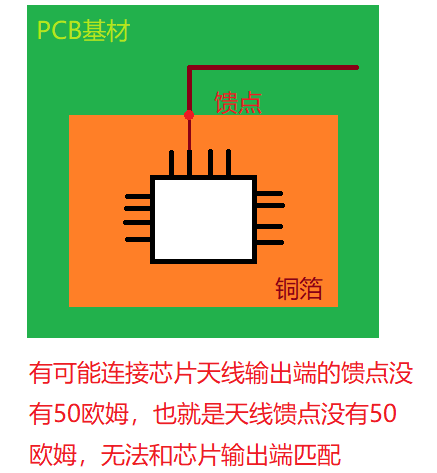 PCB基材
馈点
铜箔
有可能连接芯片天线输出端的馈点没
有50欧姆，也就是天线馈点没有50
欧姆，无法和芯片输出端匹配